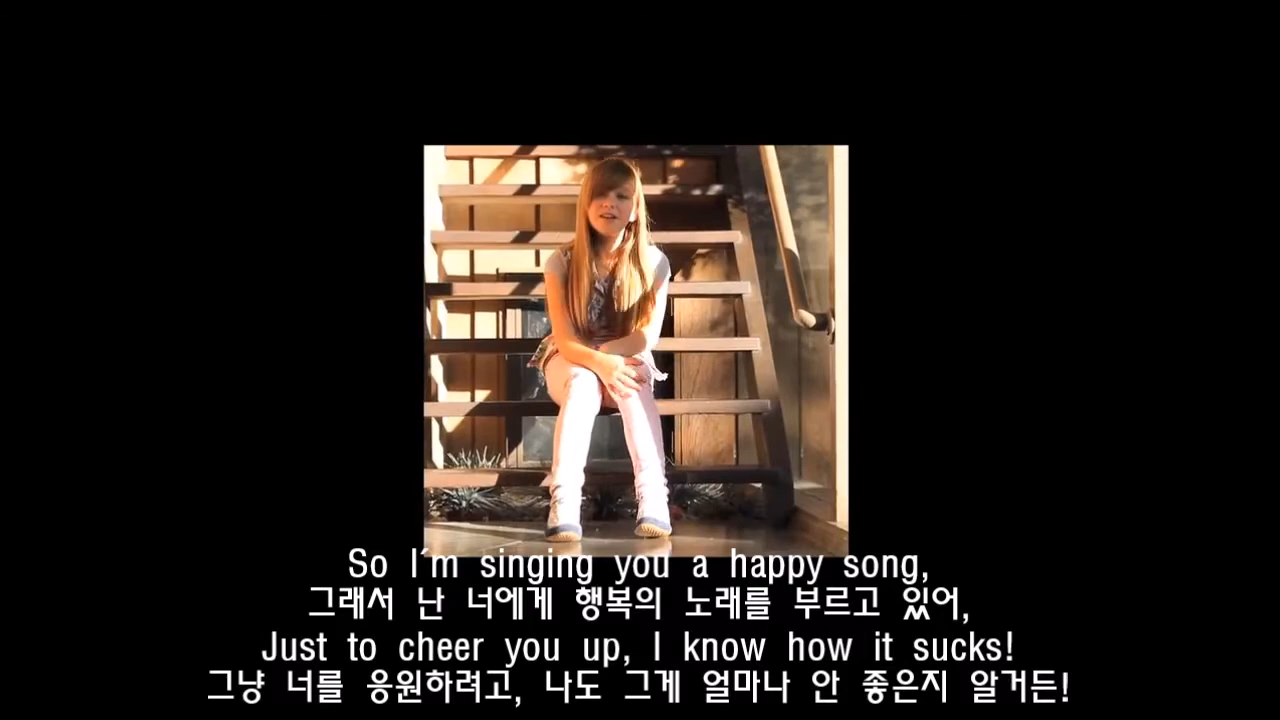 So I´m singing you a happy song,
그래서 난 너에게 행복의 노래를 부르고 있어,
Just to cheer you up, I know how it sucks!
그냥 너를 응원하려고, 나도 그게 얼마나 안 좋은지 알거든!